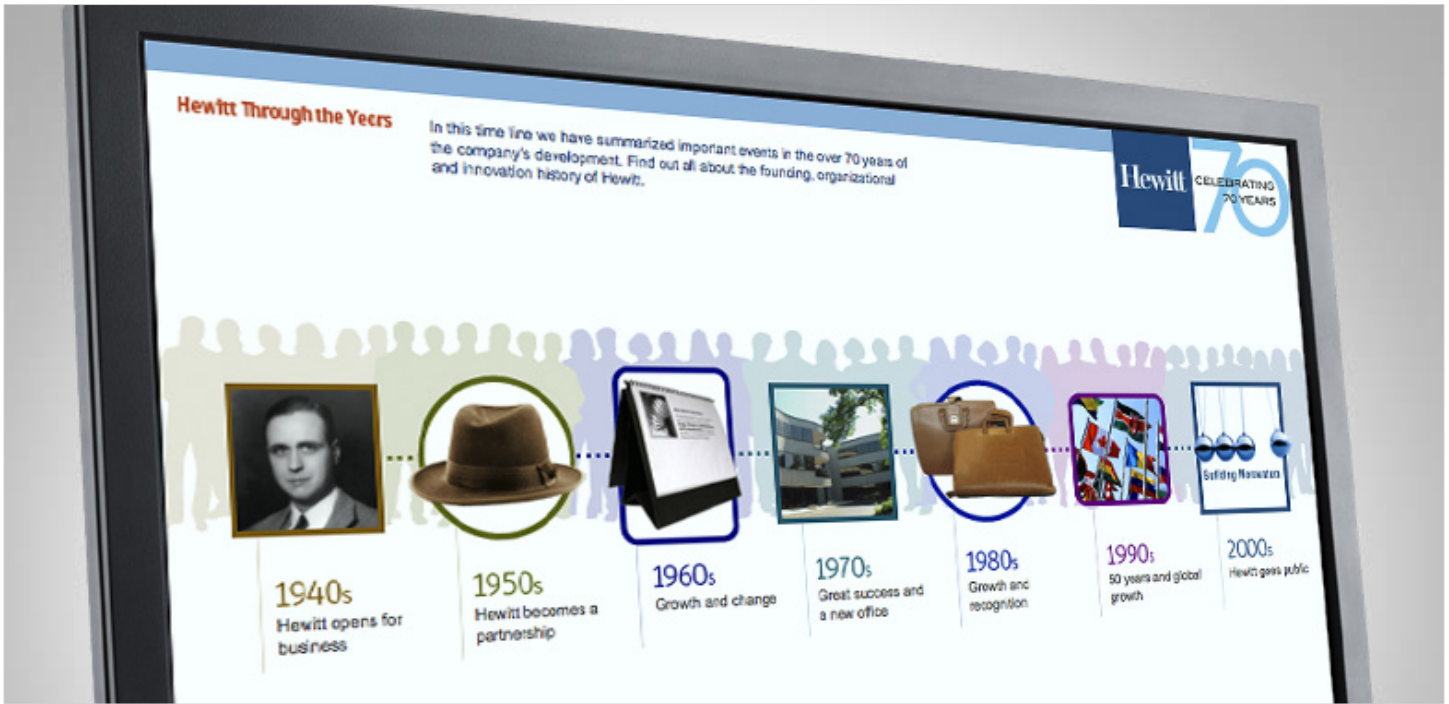 Hewitt Through the Years
In this time line we have summarized important events in the over 70 years of
the company's development. Find out all about the founding, organizational
and innovation history of Hewitt.
Hewitt
70
CELEBRATING
70 YEARS
Building Momentum
1940s
Hewitt opens for
business
1950s
Hewitt becomes a
partnership
1960s
Growth and change
1970s
Great success and
a new office
1980s
Growth and
recognition
1990s
50 years and global
growth
2000s
Hewitt goes public